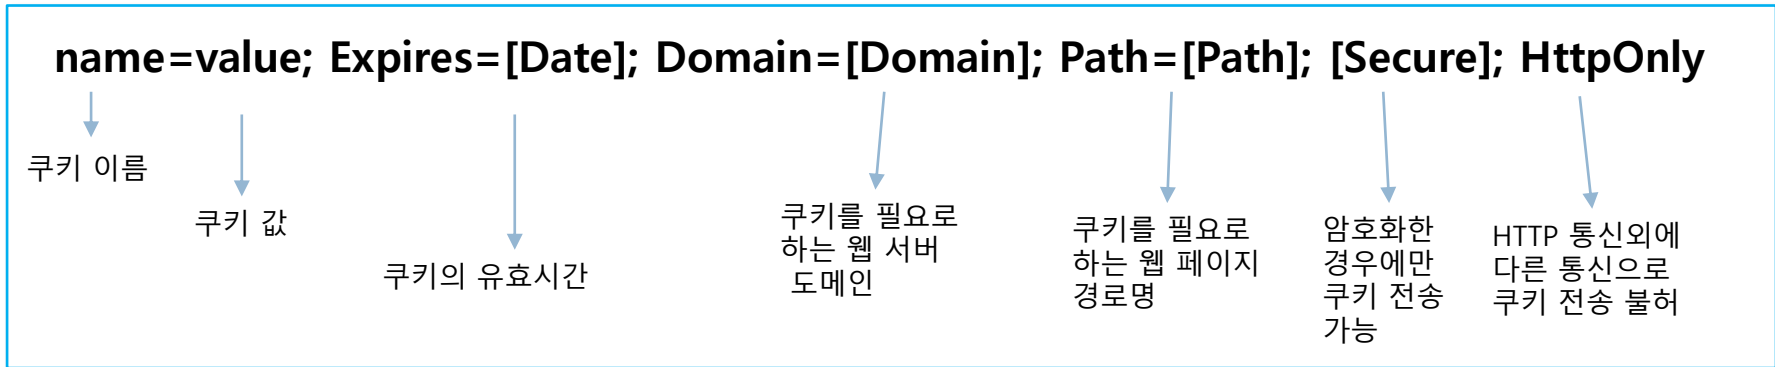 name=value; Expires=[Date]; Domain=[Domain]; Path=[Path]; [Secure]; HttpOnly
쿠키 이름
쿠키 값
쿠키의 유효시간
쿠키를 필요로
하는 웹 서버
도메인
쿠키를 필요로
하는 웹 페이지
경로명
암호화한
경우에만
쿠키 전송
가능
HTTP 통신외에
다른 통신으로
쿠키 전송 불허